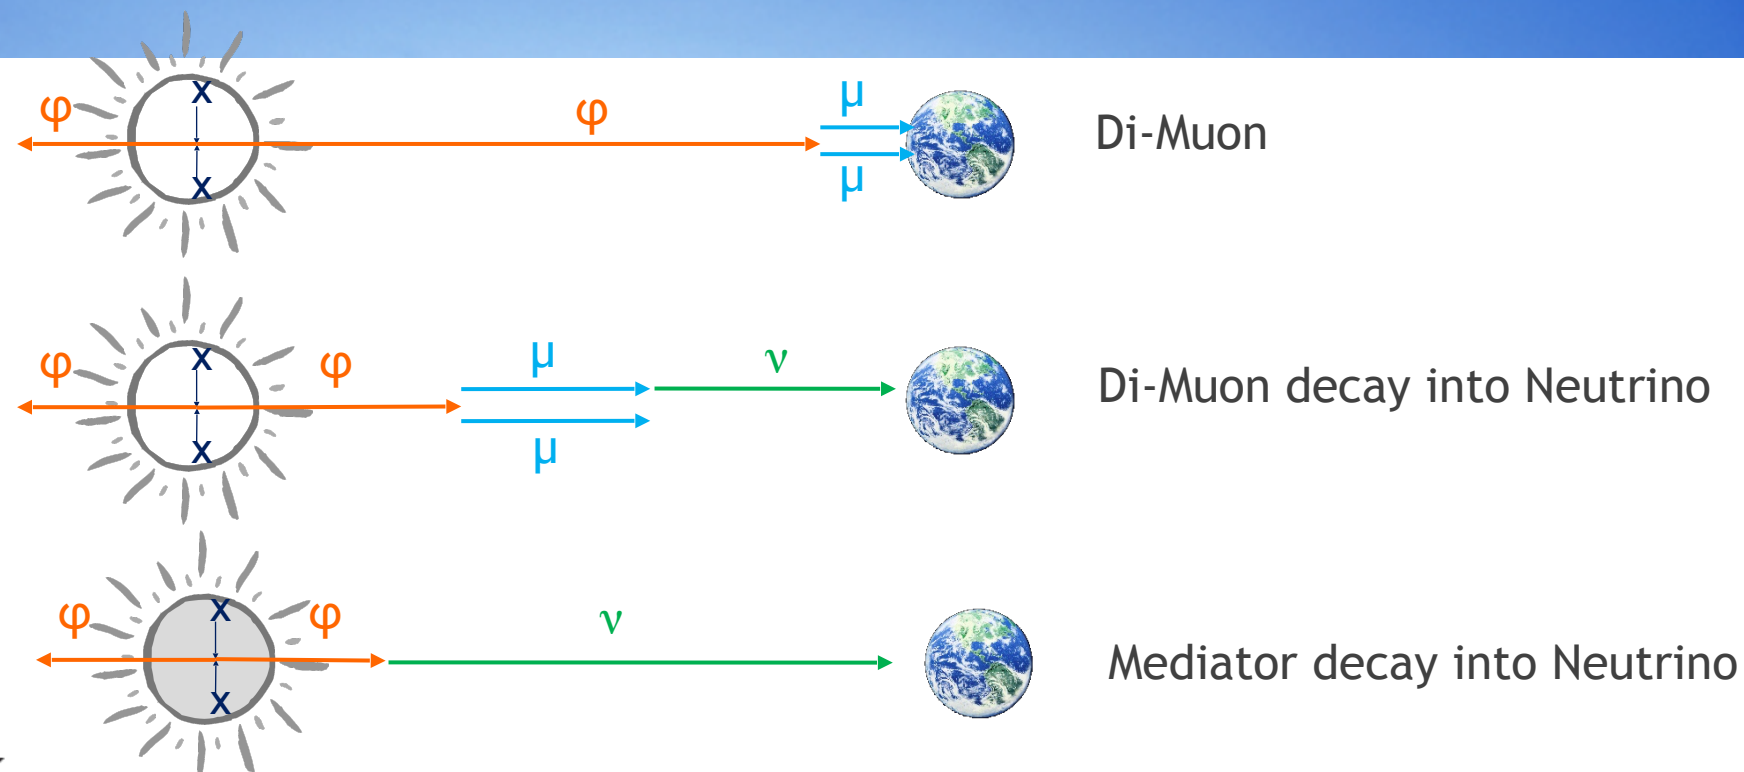 X
φ φ μ
μ
X
Di-Muon
X
φ φ μ ν
μ
X
Di-Muon decay into Neutrino
X
φ φ ν
X
Mediator decay into Neutrino